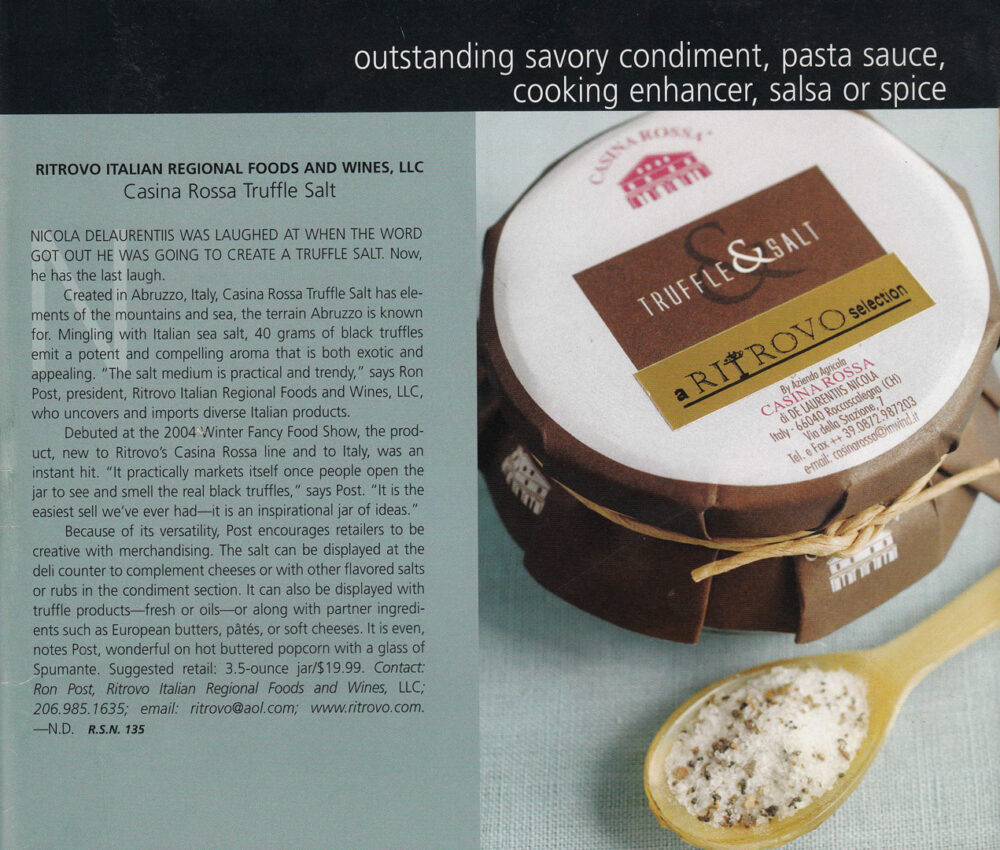 outstanding savory condiment, pasta sauce,
cooking enhancer, salsa or spice
RITROVO ITALIAN REGIONAL FOODS AND WINES, LLC
Casina Rossa Truffle Salt
N
NICOLA DELAURENTIIS WAS LAUGHED AT WHEN THE WORD
GOT OUT HE WAS GOING TO CREATE A TRUFFLE SALT. Now,
he has the last laugh.
Created in Abruzzo, Italy, Casina Rossa Truffle Salt has ele-
ments of the mountains and sea, the terrain Abruzzo is known
for. Mingling with Italian sea salt, 40 grams of black truffles
emit a potent and compelling aroma that is both exotic and
appealing. “The salt medium is practical and trendy,” says Ron
Post, president, Ritrovo Italian Regional Foods and Wines, LLC,
who uncovers and imports diverse Italian products.
Debuted at the 2004 Winter Fancy Food Show, the prod-
uct, new to Ritrovo’s Casina Rossa line and to Italy, was an
instant hit. “It practically markets itself once people open the
jar to see and smell the real black truffles,” says Post. “It is the
easiest sell we’ve ever had—it is an inspirational jar of ideas.”
Because of its versatility, Post encourages retailers to be
creative with merchandising. The salt can be displayed at the
deli counter to complement cheeses or with other flavored salts
or rubs in the condiment section. It can also be displayed with
truffle products—fresh or oils—or along with partner ingredi-
ents such as European butters, pâtés, or soft cheeses. It is even,
notes Post, wonderful on hot buttered popcorn with a glass of
Spumante. Suggested retail: 3.5-ounce jar/$19.99. Contact:
Ron Post, Ritrovo Italian Regional Foods and Wines, LLC;
206.985.1635; email: ritrovo@aol.com; www.ritrovo.com.
—N.D. R.S.N. 135
CASINA ROSSA
&
TRUFFLE & SALT
a RITROVO selection
By Azienda Agricola
CASINA ROSSA
di DE LAURENTIIS NICOLA
Italy - 66040 Roccascalegna (CH)
Via della Stazione, 7
Tel. e Fax ++ 39.0872.987203
e-mail: casinarossa@inwind.it